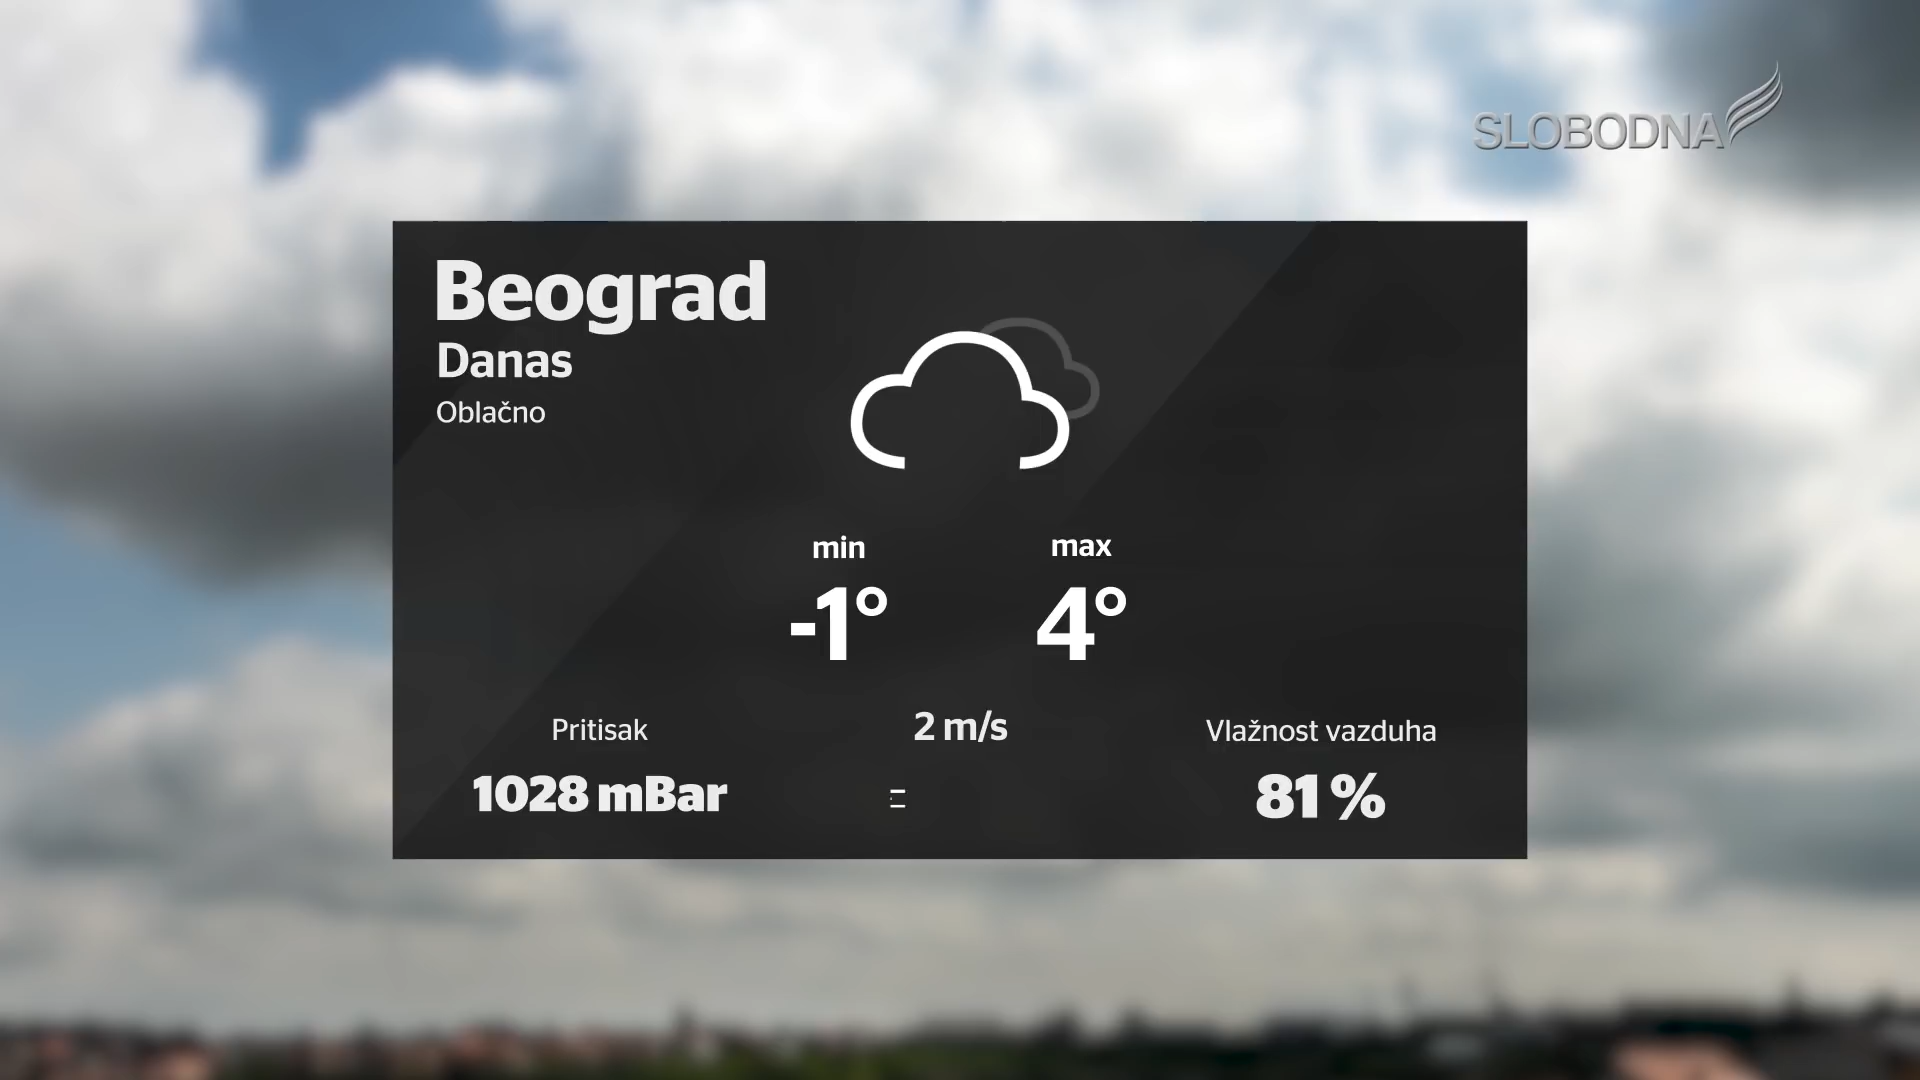 SLOBODNA
Beograd
Danas
Oblačno
min
max
-1°
4°
Pritisak
2 m/s
Vlažnost vazduha
1028 mBar
81 %